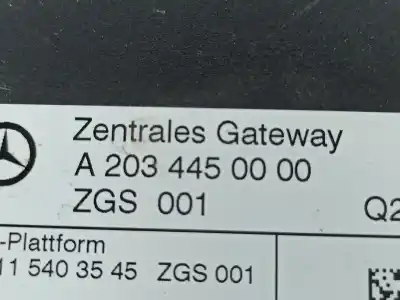 Zentrales Gateway
A 203 445 00 00
ZGS 001
Q2
-Plattform
11 540 35 45 ZGS 001